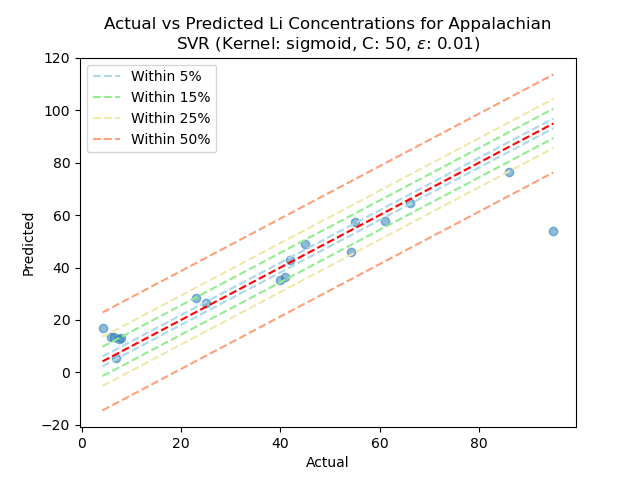 Actual vs Predicted Li Concentrations for Appalachian
SVR (Kernel: sigmoid, C: 50, ε: 0.01)
Within 5%
Within 15%
Within 25%
Within 50%
Predicted
120
100
80
60
40
20
0
−20
0 20 40 60 80
Actual